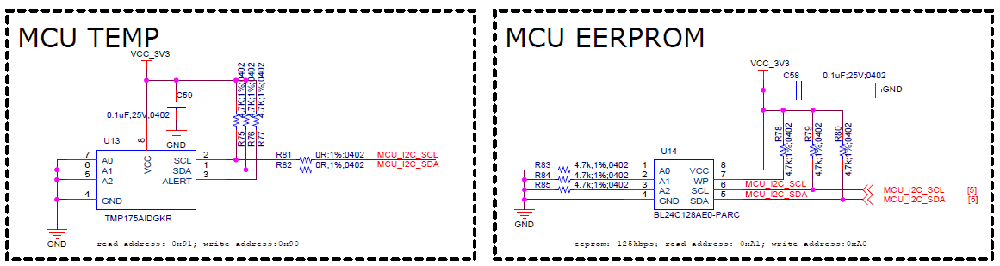 MCU TEMP
VCC_3V3
C59
0.1uF;25V;0402
GND
4.7K;1%;0402
4.7K;1%;0402
4.7K;1%;0402
R75
R76
R77
U13
8
VCC
7 A0 SCL 2
6 A1 SDA 1
5 A2 ALERT 3
4 GND
TMP175AIDGKR
R81 0R;1%;0402 MCU_I2C_SCL
R82 0R;1%;0402 MCU_I2C_SDA
GND
read address: 0x91; write address:0x90
MCU EERPROM
VCC_3V3
C58 0.1uF;25V;0402
GND
R78
4.7k;1%;0402
R79
4.7k;1%;0402
R80
4.7k;1%;0402
U14
R83 4.7k;1%;0402 1 A0 VCC 8
R84 4.7k;1%;0402 2 A1 WP 7
R85 4.7k;1%;0402 3 A2 SCL 6 MCU_I2C_SCL
4 GND SDA 5 MCU_I2C_SDA
MCU_I2C_SCL [5]
MCU_I2C_SDA [5]
BL24C128AE0-PARC
GND
eeprom: 125kbps; read address: 0xA1; write address:0xA0